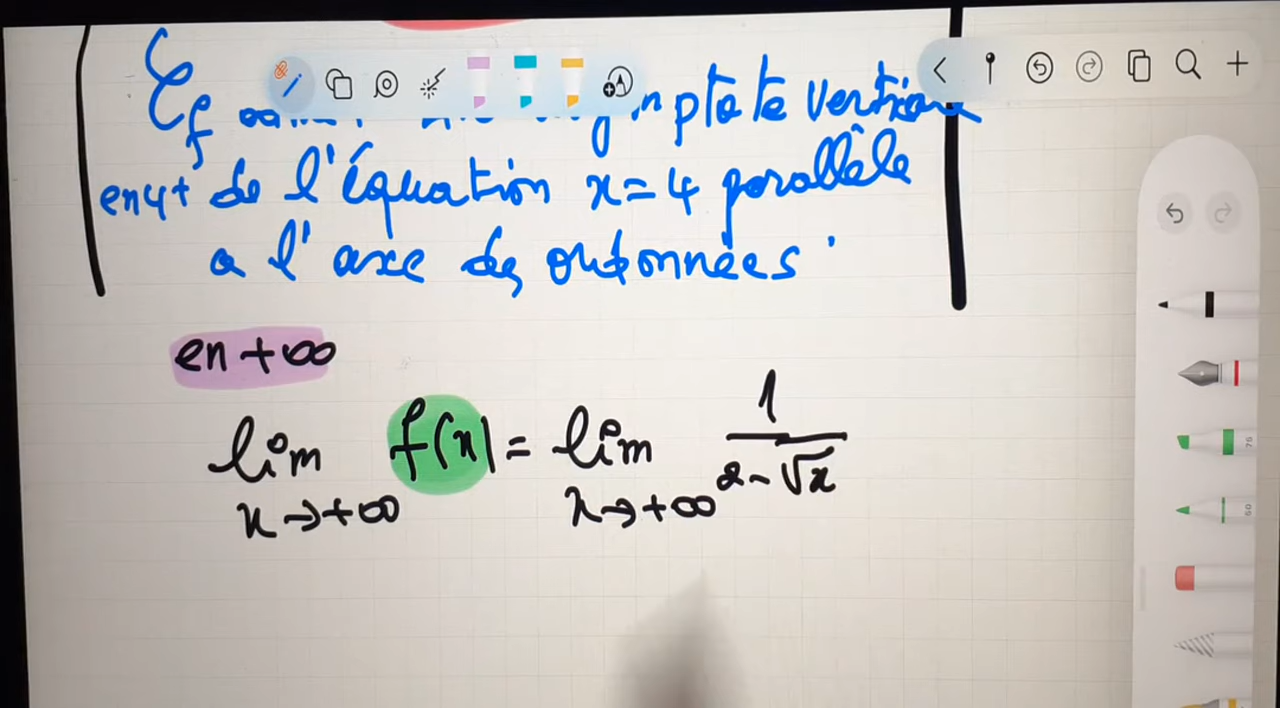 Cf asymptote verticale
en 4+ de l'équation x=4 parallèle
a l'axe des ordonnées.
en +∞
lim f(x) = lim 1/(2-√x)
x→+∞ x→+∞